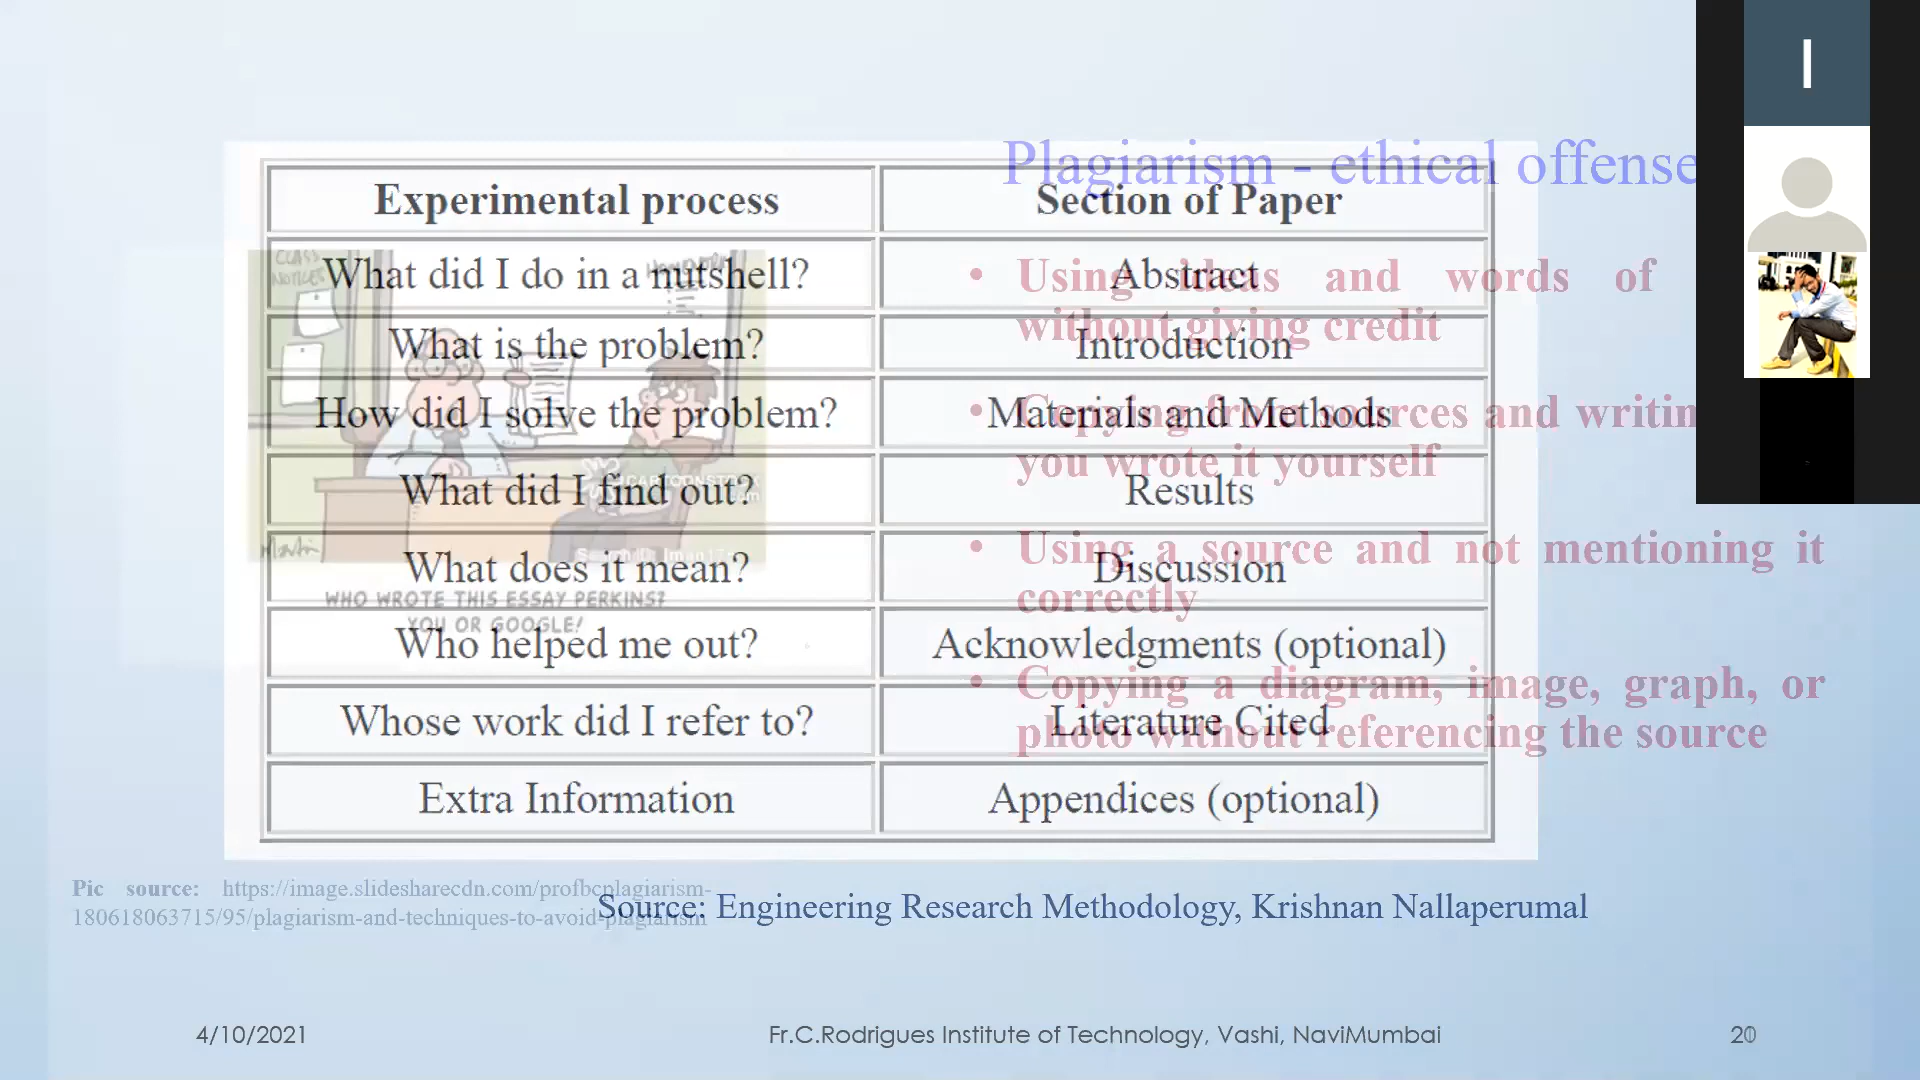 Plagiarism - ethical offense
Experimental process Section of Paper
What did I do in a nutshell? Abstract
What is the problem? Introduction
How did I solve the problem? Materials and Methods
What did I find out? Results
What does it mean? Discussion
Who helped me out? Acknowledgments (optional)
Whose work did I refer to? Literature Cited
Extra Information Appendices (optional)
• Using ideas and words of
without giving credit
• Copying from sources and writin
you wrote it yourself
• Using a source and not mentioning it
correctly
• Copying a diagram, image, graph, or
photo without referencing the source
CLASS
NOTICES
CARTOONSTOCK
.com
WHO WROTE THIS ESSAY PERKINS?
YOU OR GOOGLE!
Pic source: https://image.slidesharecdn.com/profbcplagiarism-
180618063715/95/plagiarism-and-techniques-to-avoid-plagiarism
Source: Engineering Research Methodology, Krishnan Nallaperumal
4/10/2021 Fr.C.Rodrigues Institute of Technology, Vashi, NaviMumbai
I